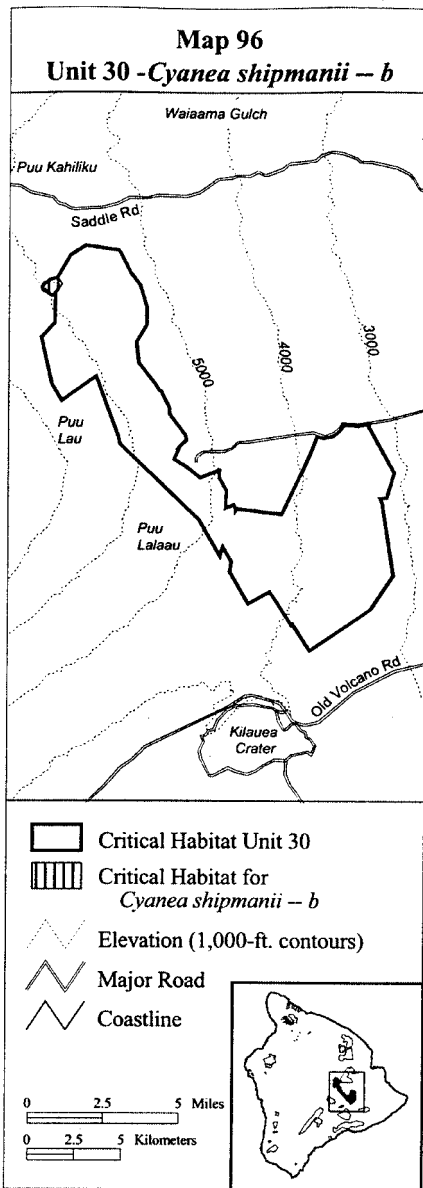 Map 96
Unit 30 - Cyanea shipmanii -- b
Waiaama Gulch
Puu Kahiliku
Saddle Rd
5000
4000
3000
Puu
Lau
Puu
Lalaau
Old Volcano Rd
Kilauea
Crater
Critical Habitat Unit 30
Critical Habitat for
Cyanea shipmanii -- b
Elevation (1,000-ft. contours)
Major Road
Coastline
0 2.5 5 Miles
0 2.5 5 Kilometers